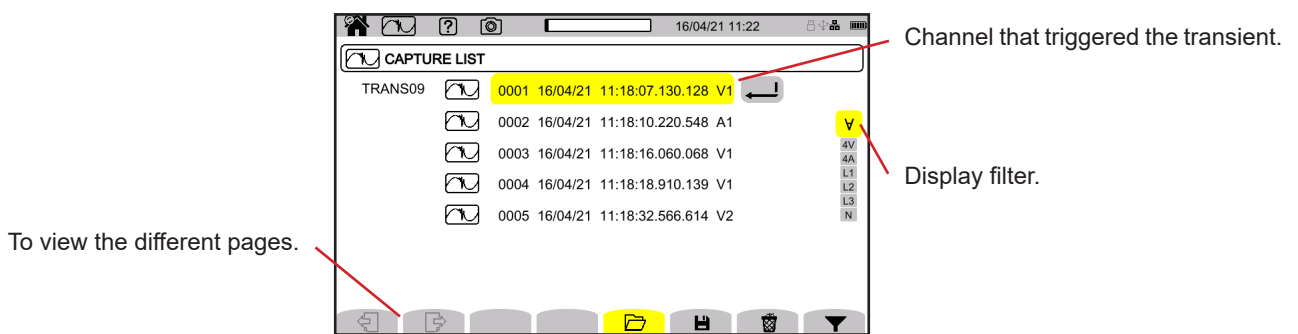 16/04/21 11:22
CAPTURE LIST
Channel that triggered the transient.
TRANS09 0001 16/04/21 11:18:07.130.128 V1
0002 16/04/21 11:18:10.220.548 A1
0003 16/04/21 11:18:16.060.068 V1
0004 16/04/21 11:18:18.910.139 V1
0005 16/04/21 11:18:32.566.614 V2
∀
4V
4A
L1
L2
L3
N
Display filter.
To view the different pages.